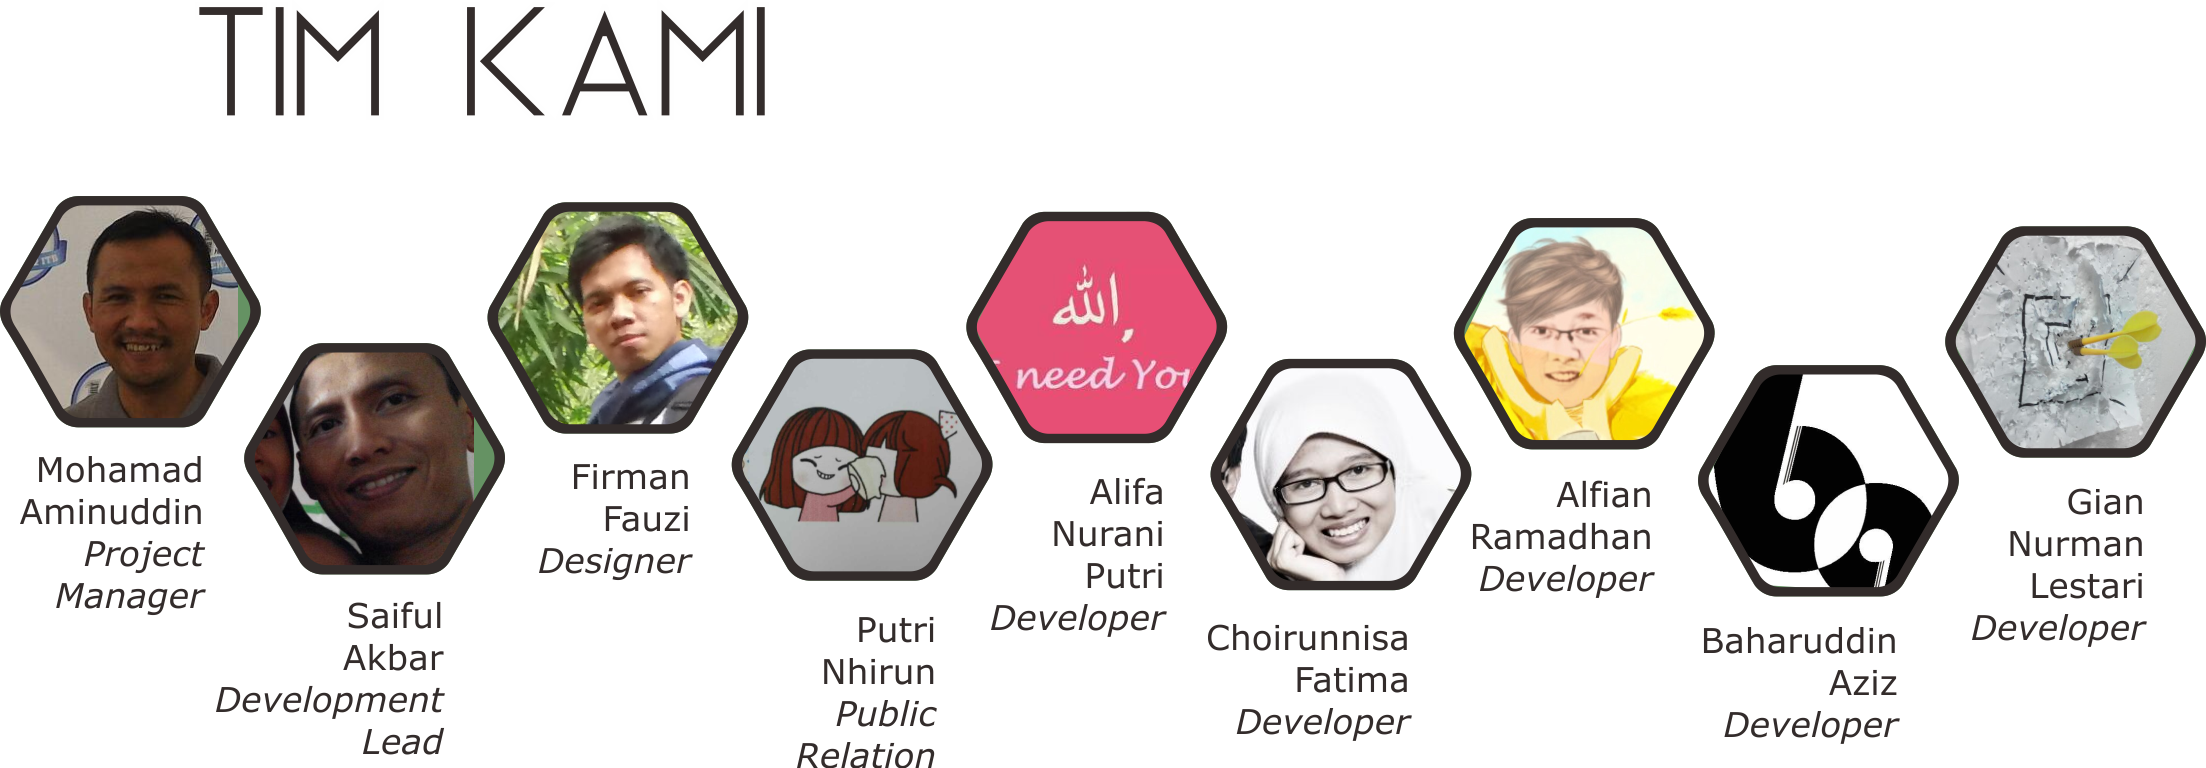 TIM KAMI
Mohamad
Aminuddin
Project
Manager
Saiful
Akbar
Development
Lead
Firman
Fauzi
Designer
Putri
Nhirun
Public
Relation
الله,
need You
Alifa
Nurani
Putri
Developer
Choirunnisa
Fatima
Developer
Alfian
Ramadhan
Developer
Baharuddin
Aziz
Developer
Gian
Nurman
Lestari
Developer